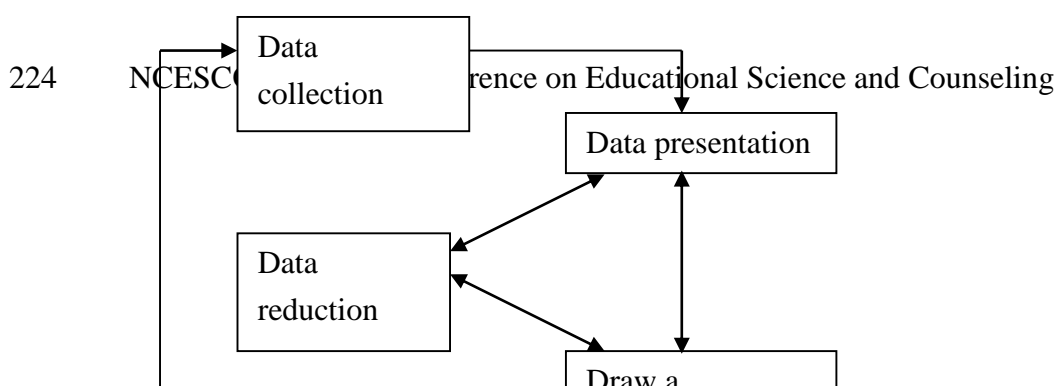 Data
collection
224 NCESC rence on Educational Science and Counseling
Data presentation
Data
reduction
Draw a